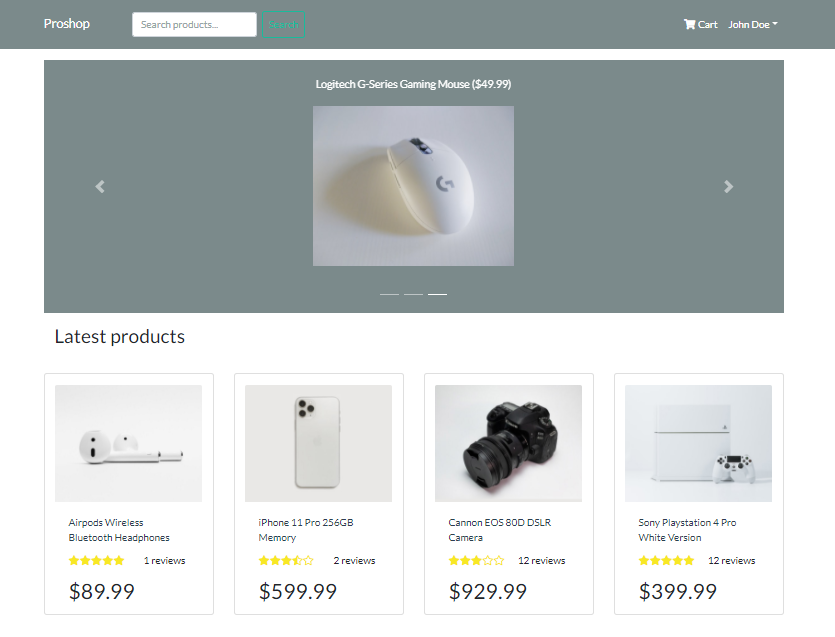 Proshop
Search products...
Search
Cart
John Doe
Logitech G-Series Gaming Mouse ($49.99)
Latest products
Airpods Wireless
Bluetooth Headphones
1 reviews
$89.99
iPhone 11 Pro 256GB
Memory
2 reviews
$599.99
Cannon EOS 80D DSLR
Camera
12 reviews
$929.99
Sony Playstation 4 Pro
White Version
12 reviews
$399.99